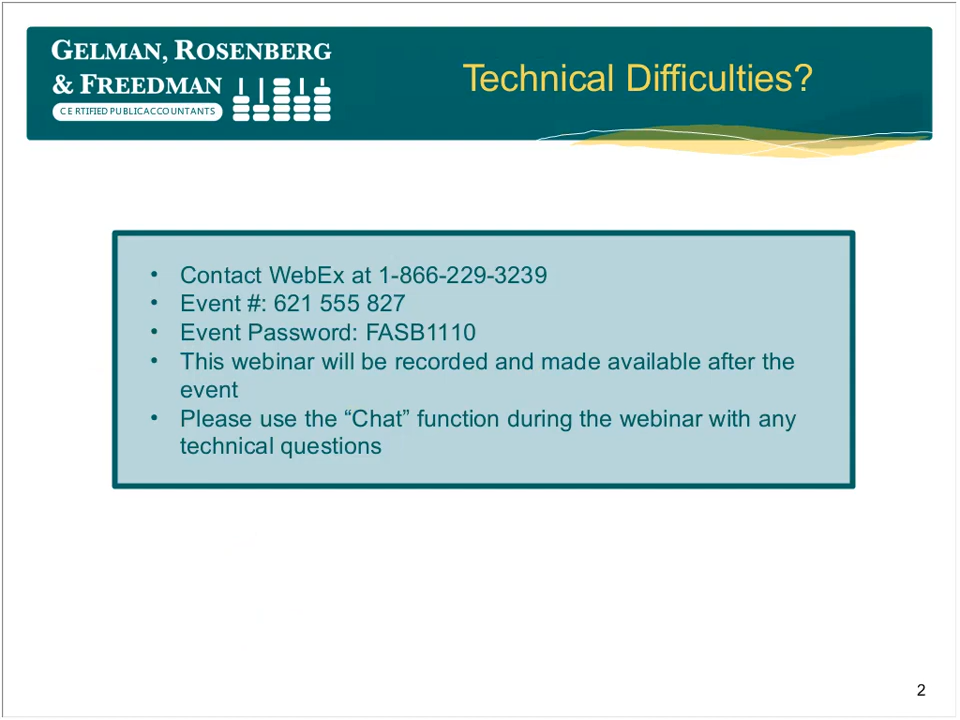 GELMAN, ROSENBERG
& FREEDMAN
CERTIFIED PUBLIC ACCOUNTANTS
Technical Difficulties?
• Contact WebEx at 1-866-229-3239
• Event #: 621 555 827
• Event Password: FASB1110
• This webinar will be recorded and made available after the
event
• Please use the “Chat” function during the webinar with any
technical questions
2